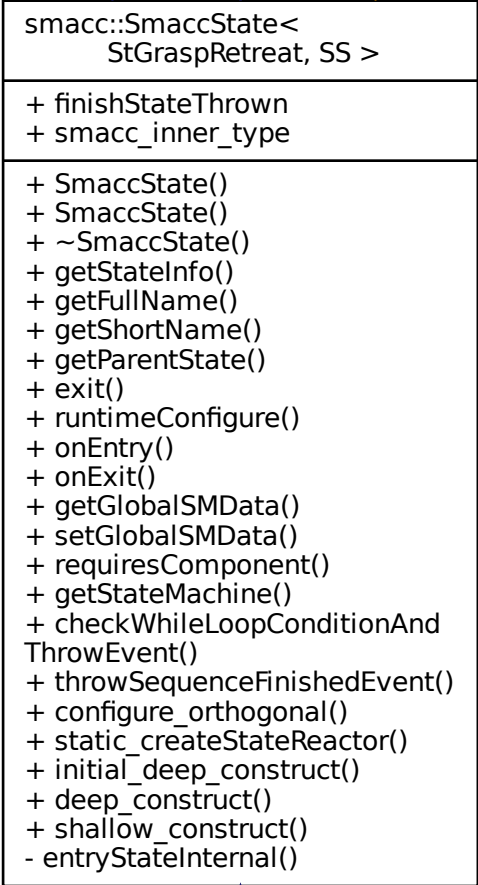 smacc::SmaccState<
StGraspRetreat, SS >
+ finishStateThrown
+ smacc_inner_type
+ SmaccState()
+ SmaccState()
+ ~SmaccState()
+ getStateInfo()
+ getFullName()
+ getShortName()
+ getParentState()
+ exit()
+ runtimeConfigure()
+ onEntry()
+ onExit()
+ getGlobalSMData()
+ setGlobalSMData()
+ requiresComponent()
+ getStateMachine()
+ checkWhileLoopConditionAnd
ThrowEvent()
+ throwSequenceFinishedEvent()
+ configure_orthogonal()
+ static_createStateReactor()
+ initial_deep_construct()
+ deep_construct()
+ shallow_construct()
- entryStateInternal()